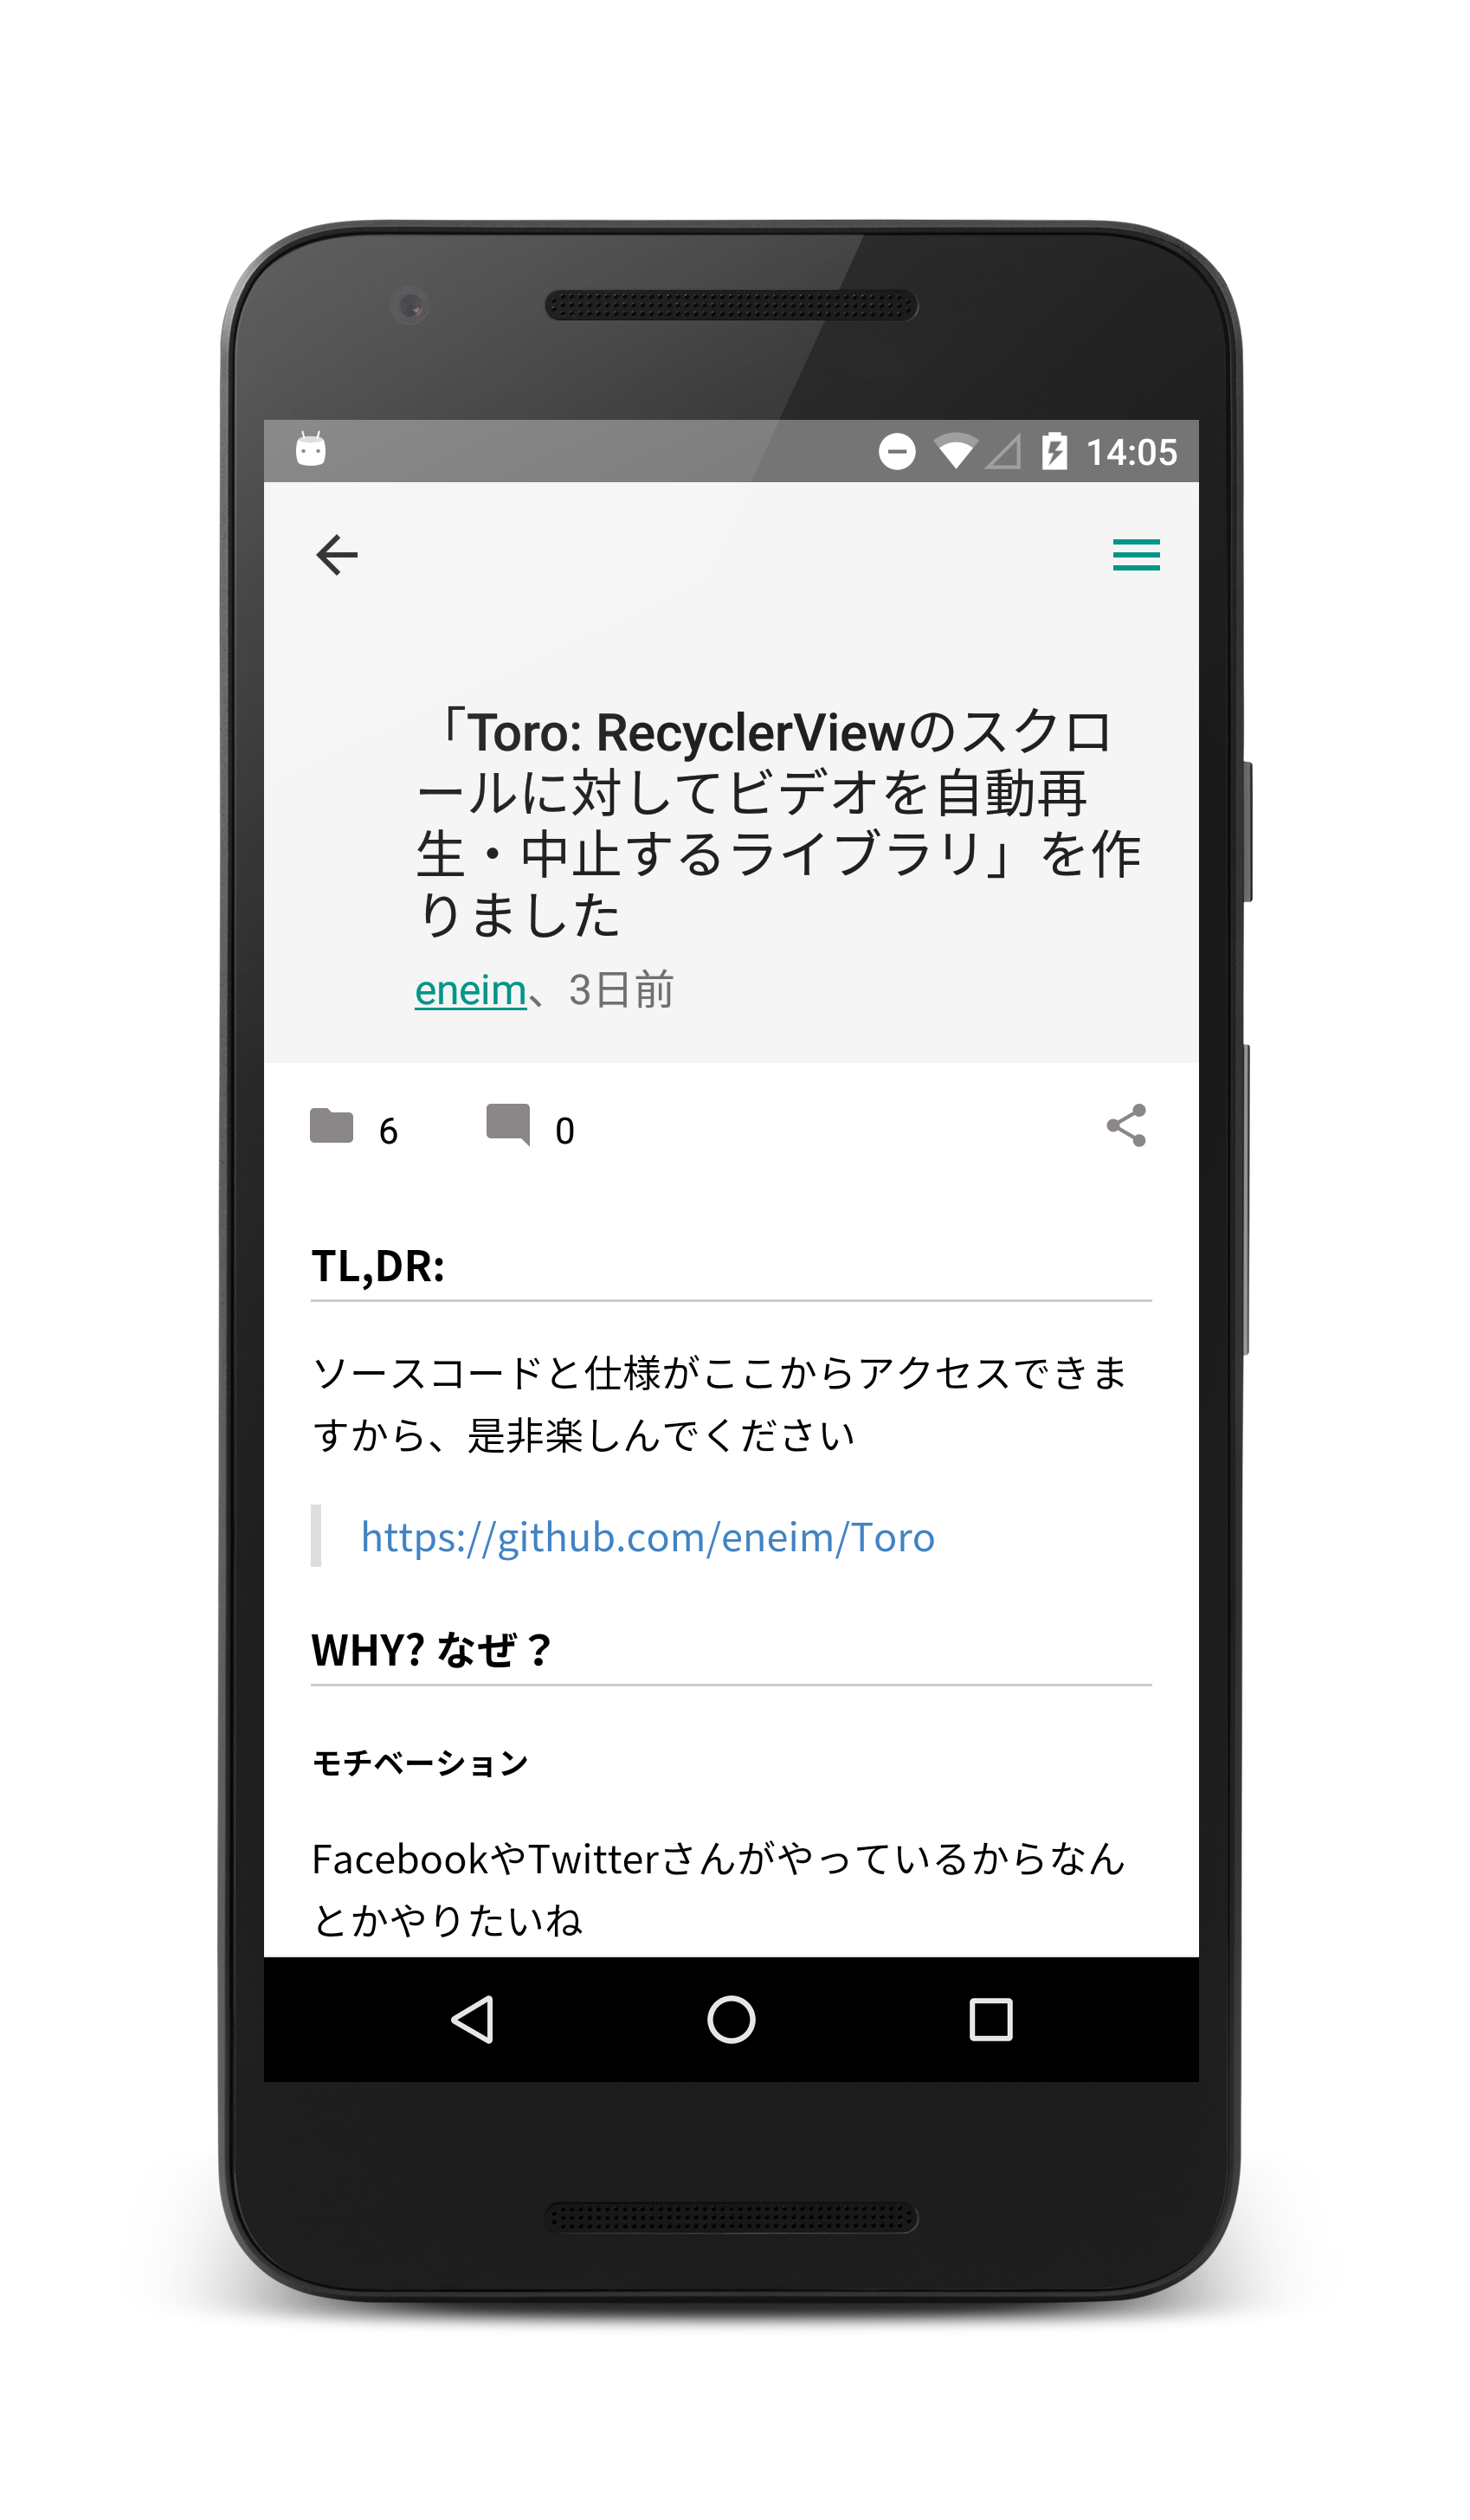 14:05
「Toro: RecyclerViewのスクロ
ールに対してビデオを自動再
生・中止するライブラリ」を作
りました
eneim、3日前
6 0
TL,DR:
ソースコードと仕様がここからアクセスできま
すから、是非楽しんでください
https://github.com/eneim/Toro
WHY? なぜ？
モチベーション
FacebookやTwitterさんがやっているからなん
とかやりたいね